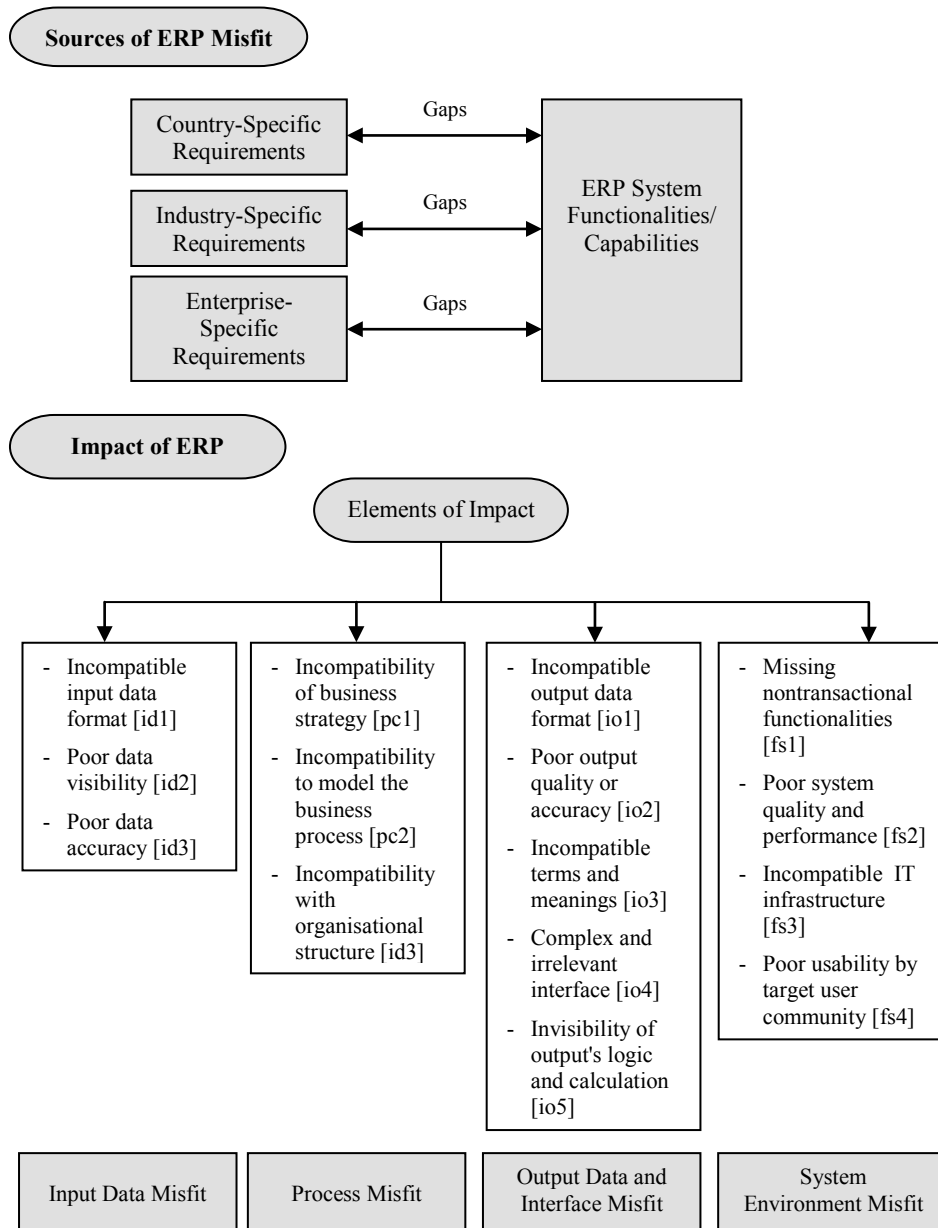 Sources of ERP Misfit
Country-Specific
Requirements
Gaps
Industry-Specific
Requirements
Gaps
Enterprise-
Specific
Requirements
Gaps
ERP System
Functionalities/
Capabilities
Impact of ERP
Elements of Impact
- Incompatible
input data
format [id1]
- Poor data
visibility [id2]
- Poor data
accuracy [id3]
- Incompatibility
of business
strategy [pc1]
- Incompatibility
to model the
business
process [pc2]
- Incompatibility
with
organisational
structure [id3]
- Incompatible
output data
format [io1]
- Poor output
quality or
accuracy [io2]
- Incompatible
terms and
meanings [io3]
- Complex and
irrelevant
interface [io4]
- Invisibility of
output's logic
and calculation
[io5]
- Missing
nontransactional
functionalities
[fs1]
- Poor system
quality and
performance [fs2]
- Incompatible IT
infrastructure
[fs3]
- Poor usability by
target user
community [fs4]
Input Data Misfit
Process Misfit
Output Data and
Interface Misfit
System
Environment Misfit